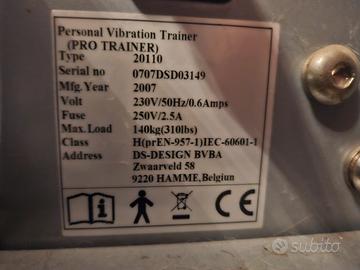 Personal Vibration Trainer
(PRO TRAINER)
Type 20110
Serial no 0707DSD03149
Mfg.Year 2007
Volt 230V/50Hz/0.6Amps
Fuse 250V/2.5A
Max.Load 140kg(310lbs)
Class H(prEN-957-1)IEC-60601-1
Address DS-DESIGN BVBA
Zwaarveld 58
9220 HAMME,Belgiun
CE
subito